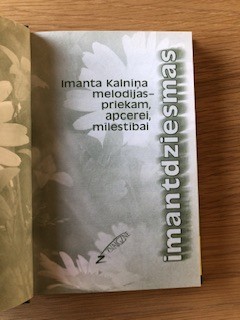 Imanta Kalniņa
melodijas-
priekam,
apcerei,
mīlestībai
imantdziesmas